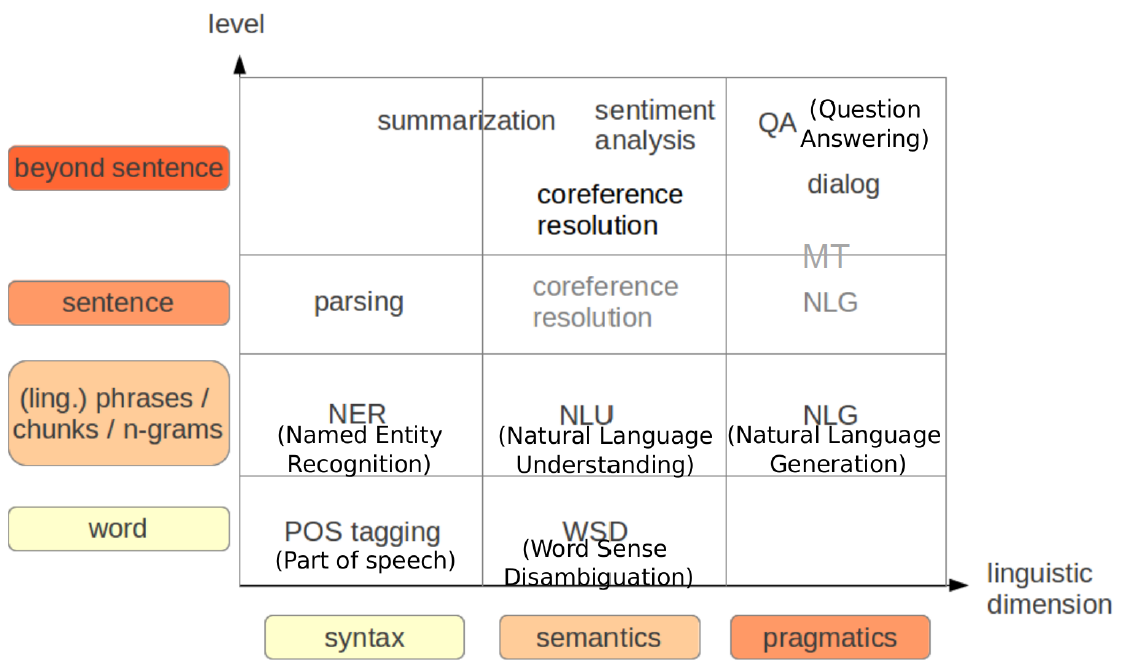 level
summarization
sentiment
analysis
QA (Question
Answering)
beyond sentence
coreference
resolution
dialog
MT
sentence
parsing
coreference
resolution
NLG
(ling.) phrases /
chunks / n-grams
NER
(Named Entity
Recognition)
NLU
(Natural Language
Understanding)
NLG
(Natural Language
Generation)
word
POS tagging
(Part of speech)
WSD
(Word Sense
Disambiguation)
linguistic
dimension
syntax
semantics
pragmatics